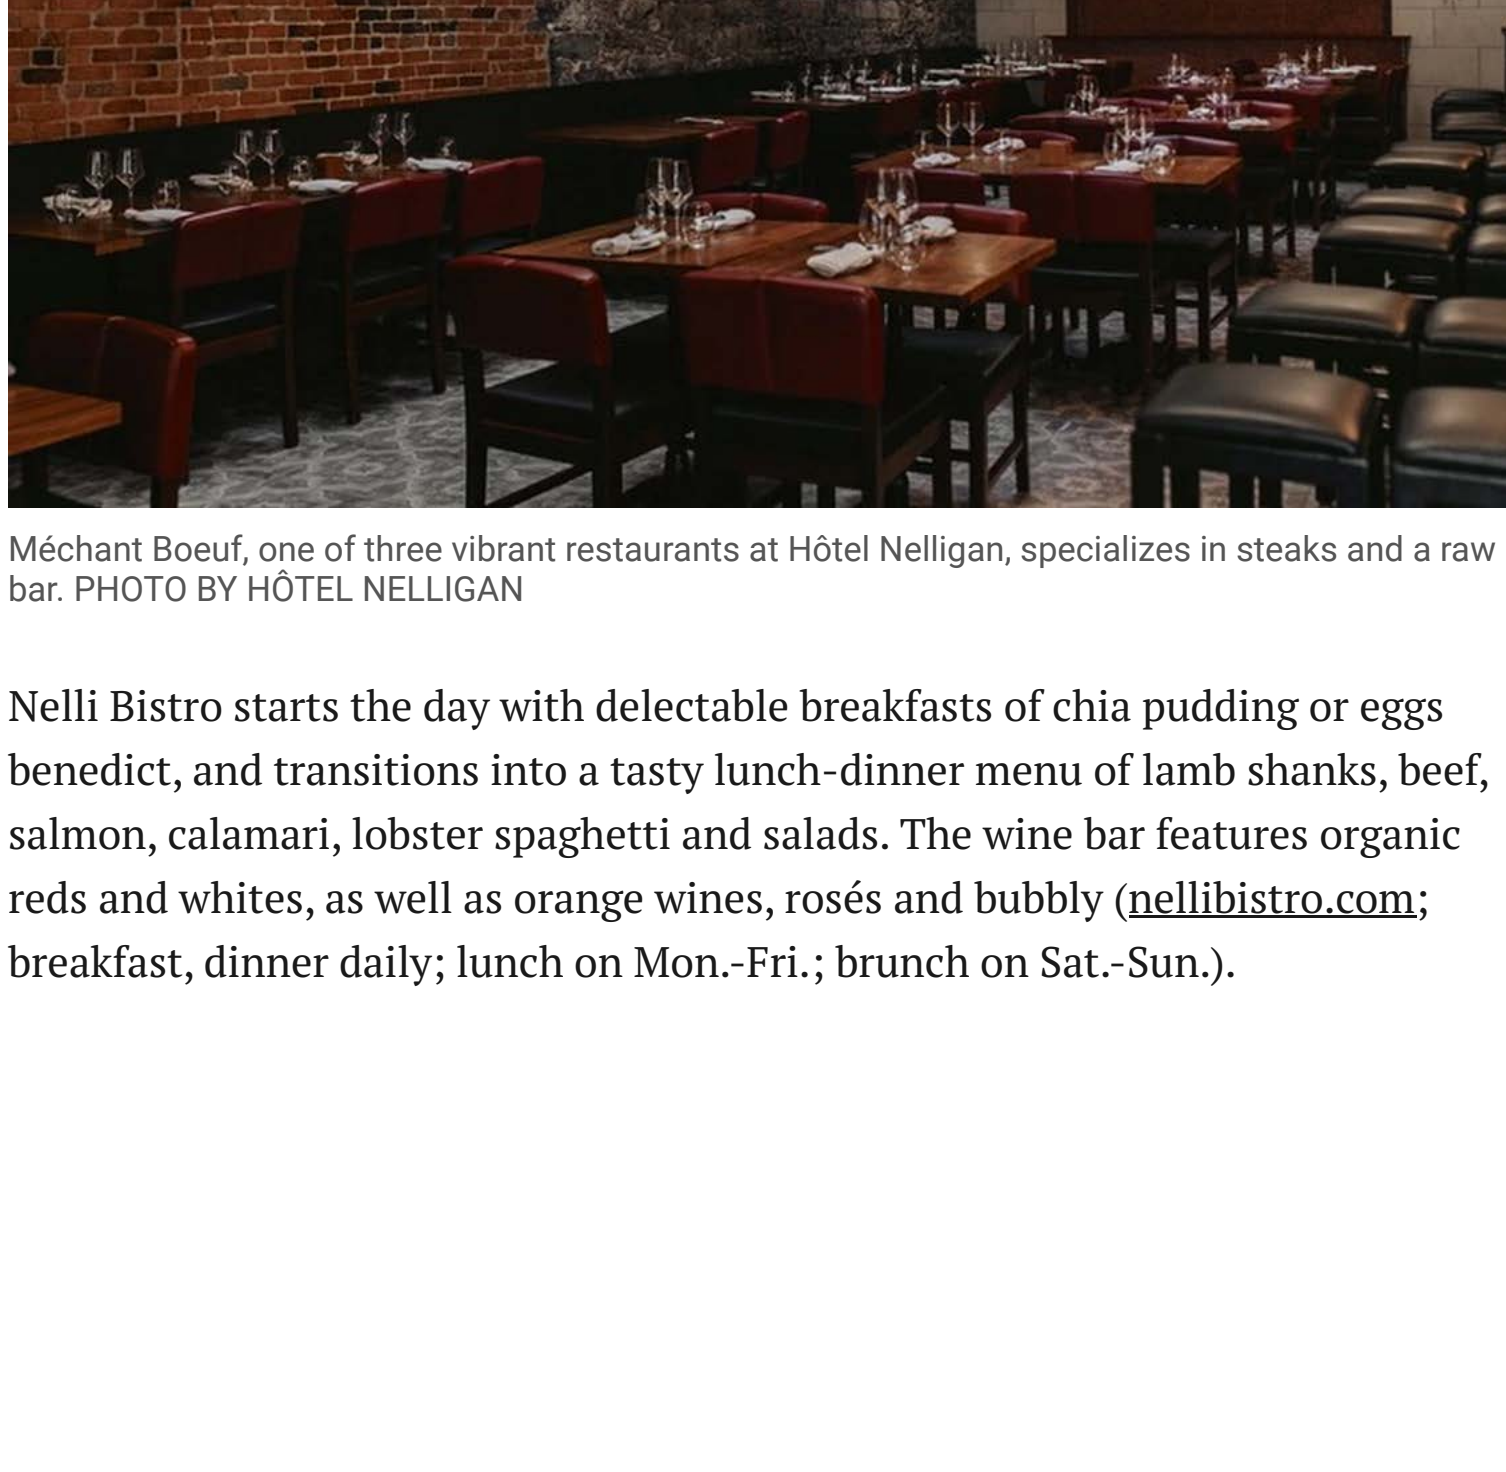 Méchant Boeuf, one of three vibrant restaurants at Hôtel Nelligan, specializes in steaks and a raw
bar. PHOTO BY HÔTEL NELLIGAN
Nelli Bistro starts the day with delectable breakfasts of chia pudding or eggs
benedict, and transitions into a tasty lunch-dinner menu of lamb shanks, beef,
salmon, calamari, lobster spaghetti and salads. The wine bar features organic
reds and whites, as well as orange wines, rosés and bubbly (nellibistro.com;
breakfast, dinner daily; lunch on Mon.-Fri.; brunch on Sat.-Sun.).